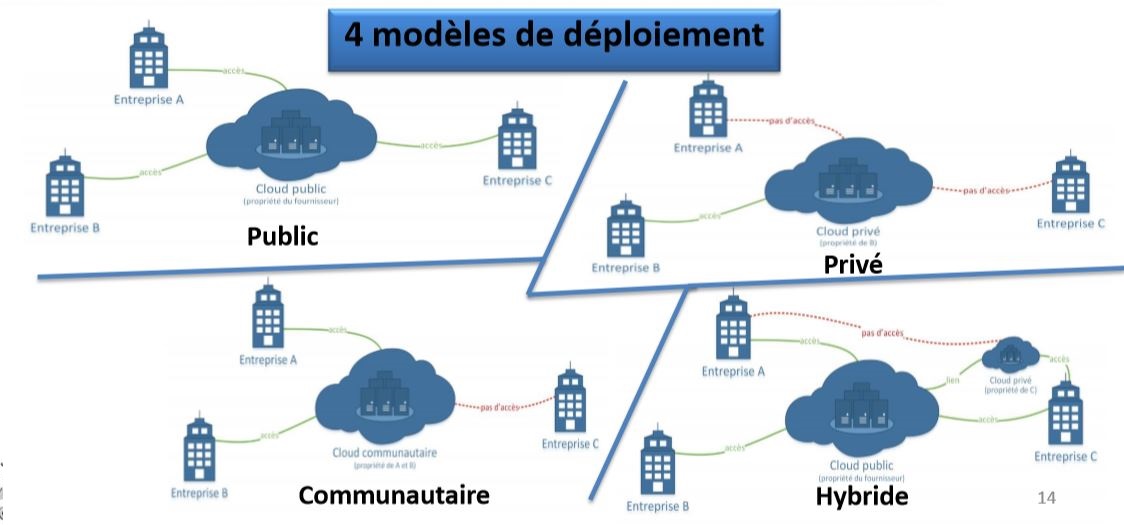 4 modèles de déploiement
Entreprise A
accès
accès
accès
Entreprise B
Entreprise C
Cloud public
(propriété du fournisseur)
Public
Entreprise A
pas d'accès
accès
pas d'accès
Entreprise B
Entreprise C
Cloud privé
(propriété de B)
Privé
Entreprise A
accès
accès
pas d'accès
Entreprise B
Entreprise C
Cloud communautaire
(propriété de A et B)
Communautaire
Entreprise A
pas d'accès
accès
accès
lien
Cloud privé
(propriété de C)
accès
accès
Entreprise B
Entreprise C
Cloud public
(propriété du fournisseur)
Hybride
14